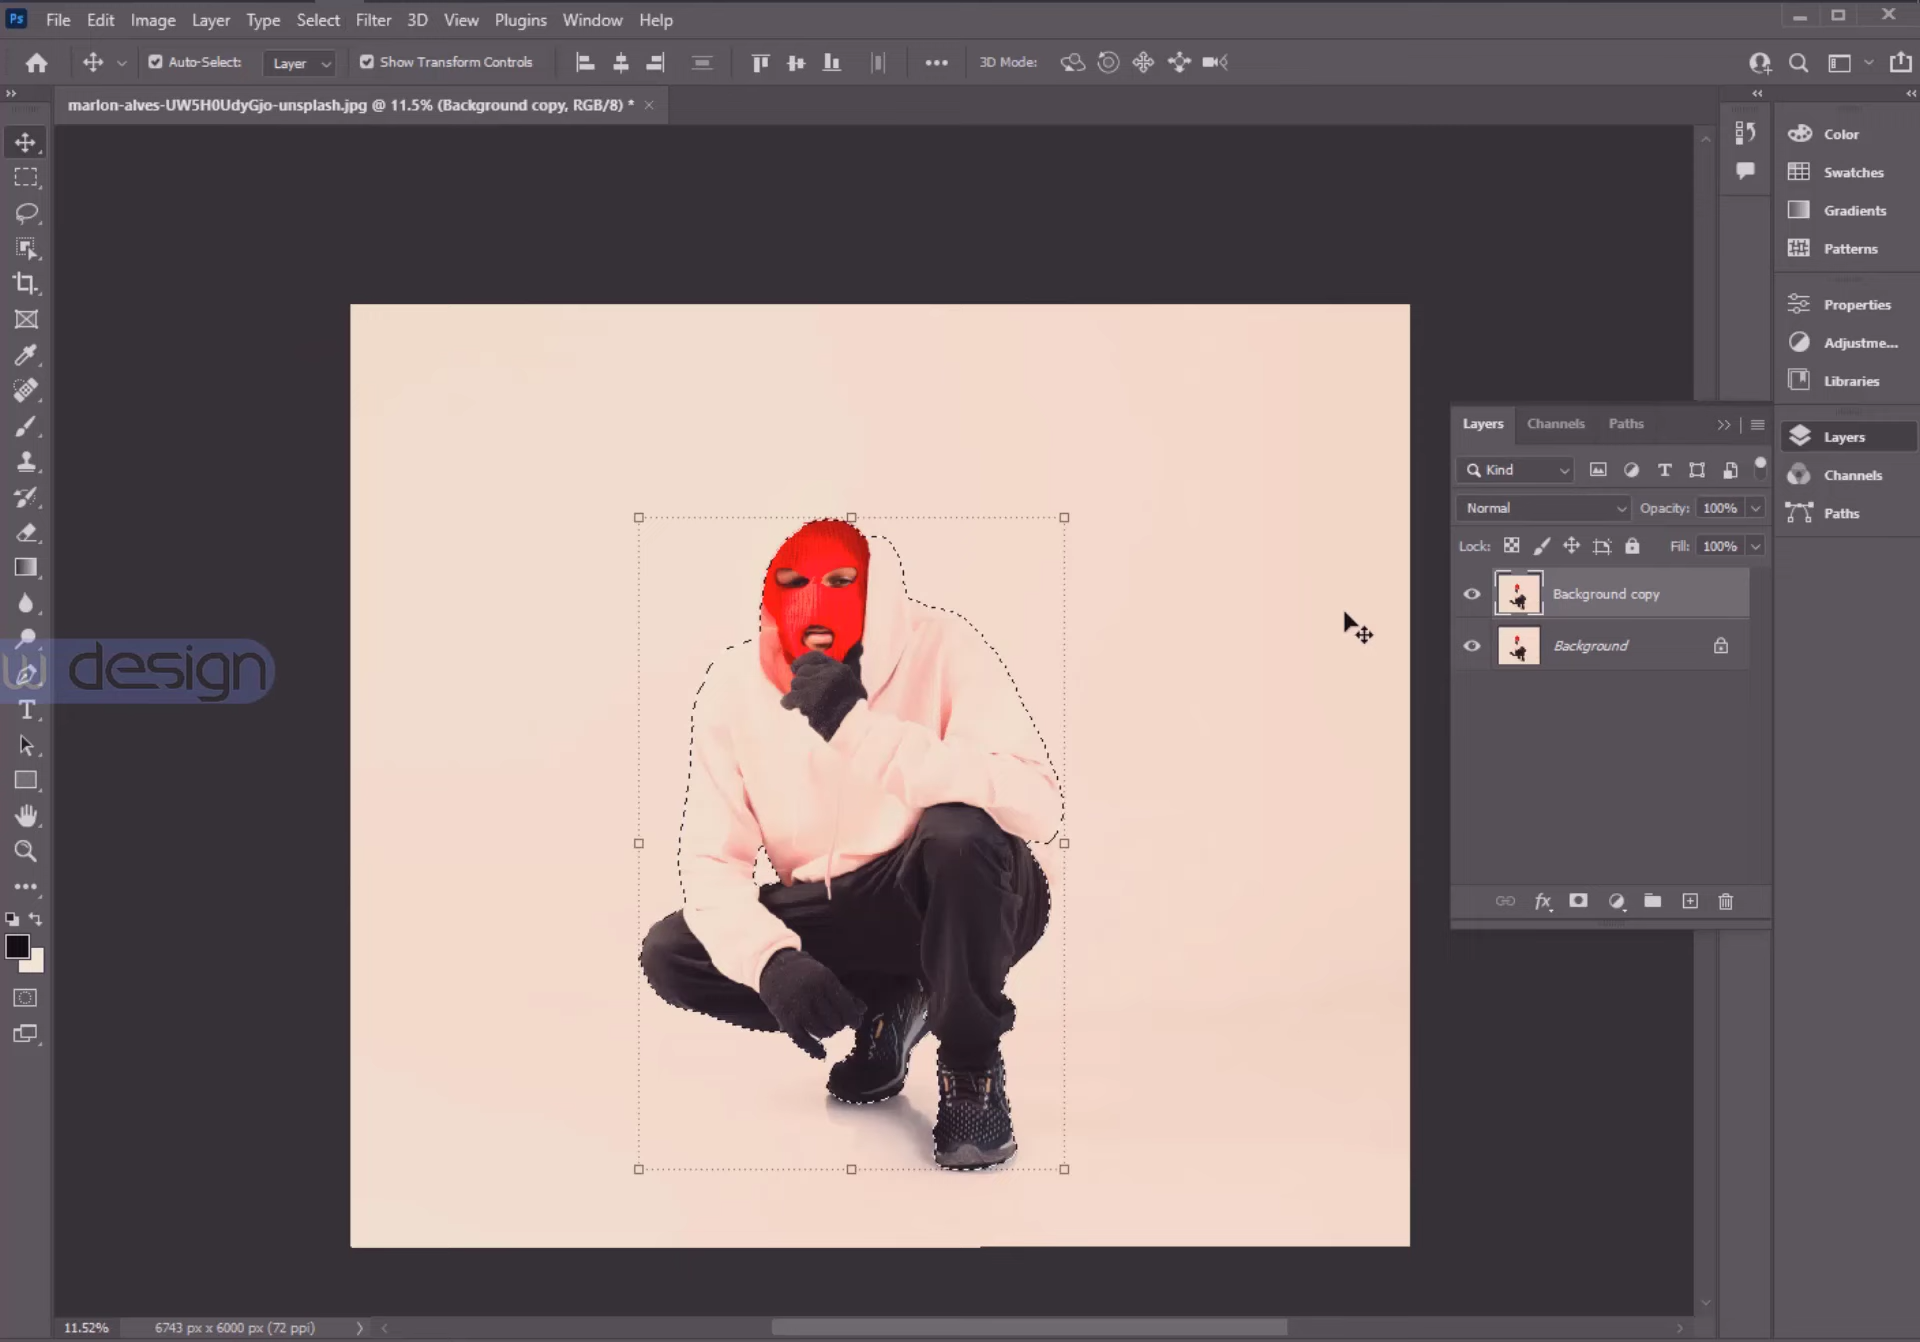 Ps File Edit Image Layer Type Select Filter 3D View Plugins Window Help
Auto-Select: Layer Show Transform Controls 3D Mode:
marlon-alves-UW5H0UdyGjo-unsplash.jpg @ 11.5% (Background copy, RGB/8) *
Color
Swatches
Gradients
Patterns
Properties
Adjustme...
Libraries
Layers
Channels
Paths
Layers Channels Paths
Kind
Normal Opacity: 100%
Lock: Fill: 100%
Background copy
Background
w design
11.52% 6743 px x 6000 px (72 ppi)